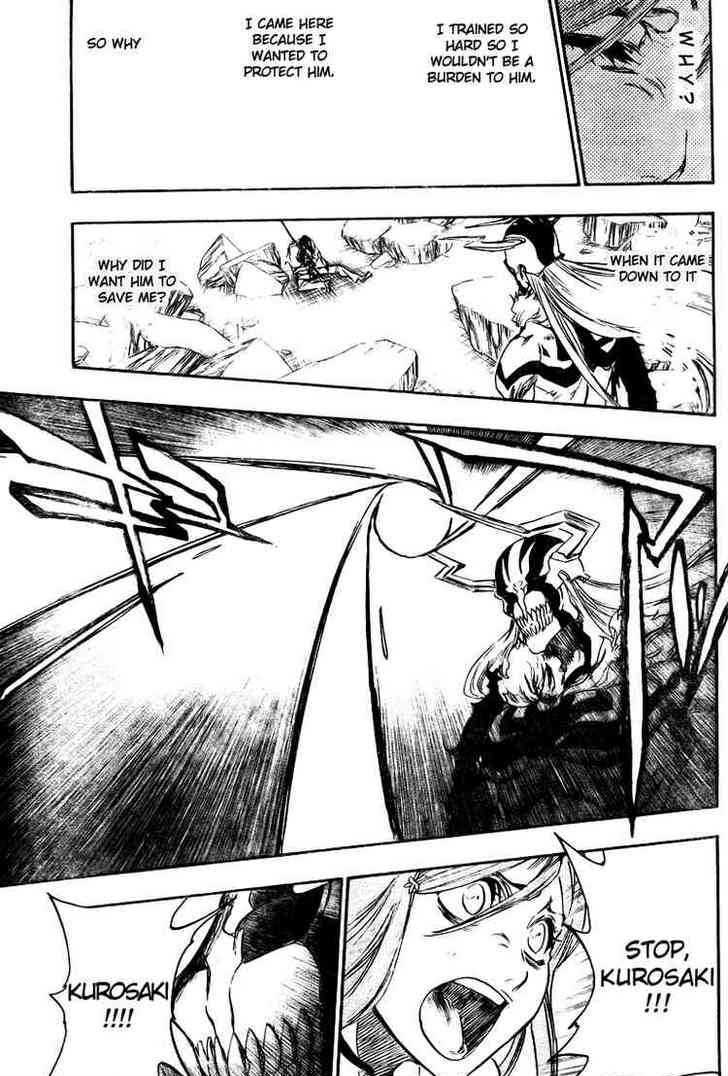 WHY?
I TRAINED SO
HARD SO I
WOULDN'T BE A
BURDEN TO HIM.
I CAME HERE
BECAUSE I
WANTED TO
PROTECT HIM.
SO WHY
WHEN IT CAME
DOWN TO IT
WHY DID I
WANT HIM TO
SAVE ME?
STOP,
KUROSAKI
!!!
KUROSAKI
!!!!